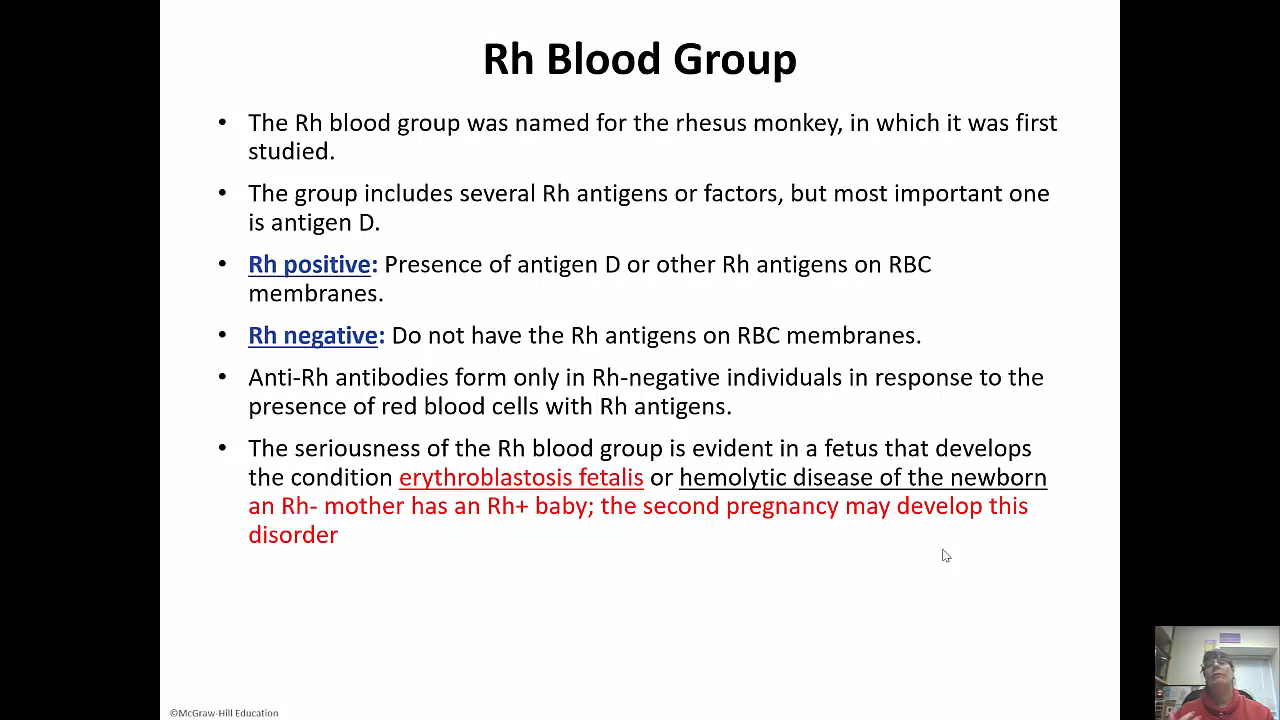 Rh Blood Group
• The Rh blood group was named for the rhesus monkey, in which it was first
studied.
• The group includes several Rh antigens or factors, but most important one
is antigen D.
• Rh positive: Presence of antigen D or other Rh antigens on RBC
membranes.
• Rh negative: Do not have the Rh antigens on RBC membranes.
• Anti-Rh antibodies form only in Rh-negative individuals in response to the
presence of red blood cells with Rh antigens.
• The seriousness of the Rh blood group is evident in a fetus that develops
the condition erythroblastosis fetalis or hemolytic disease of the newborn
an Rh- mother has an Rh+ baby; the second pregnancy may develop this
disorder
©McGraw-Hill Education